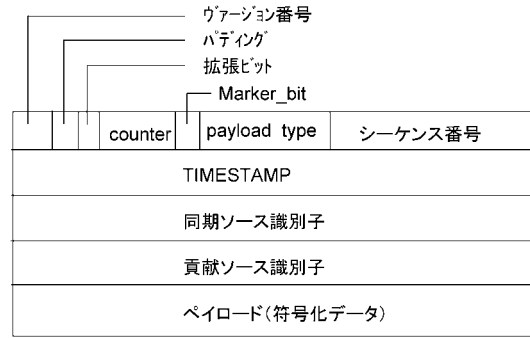 ヴァージョン番号
パディング
拡張ビット
Marker_bit
counter payload type シーケンス番号
TIMESTAMP
同期ソース識別子
貢献ソース識別子
ペイロード(符号化データ)